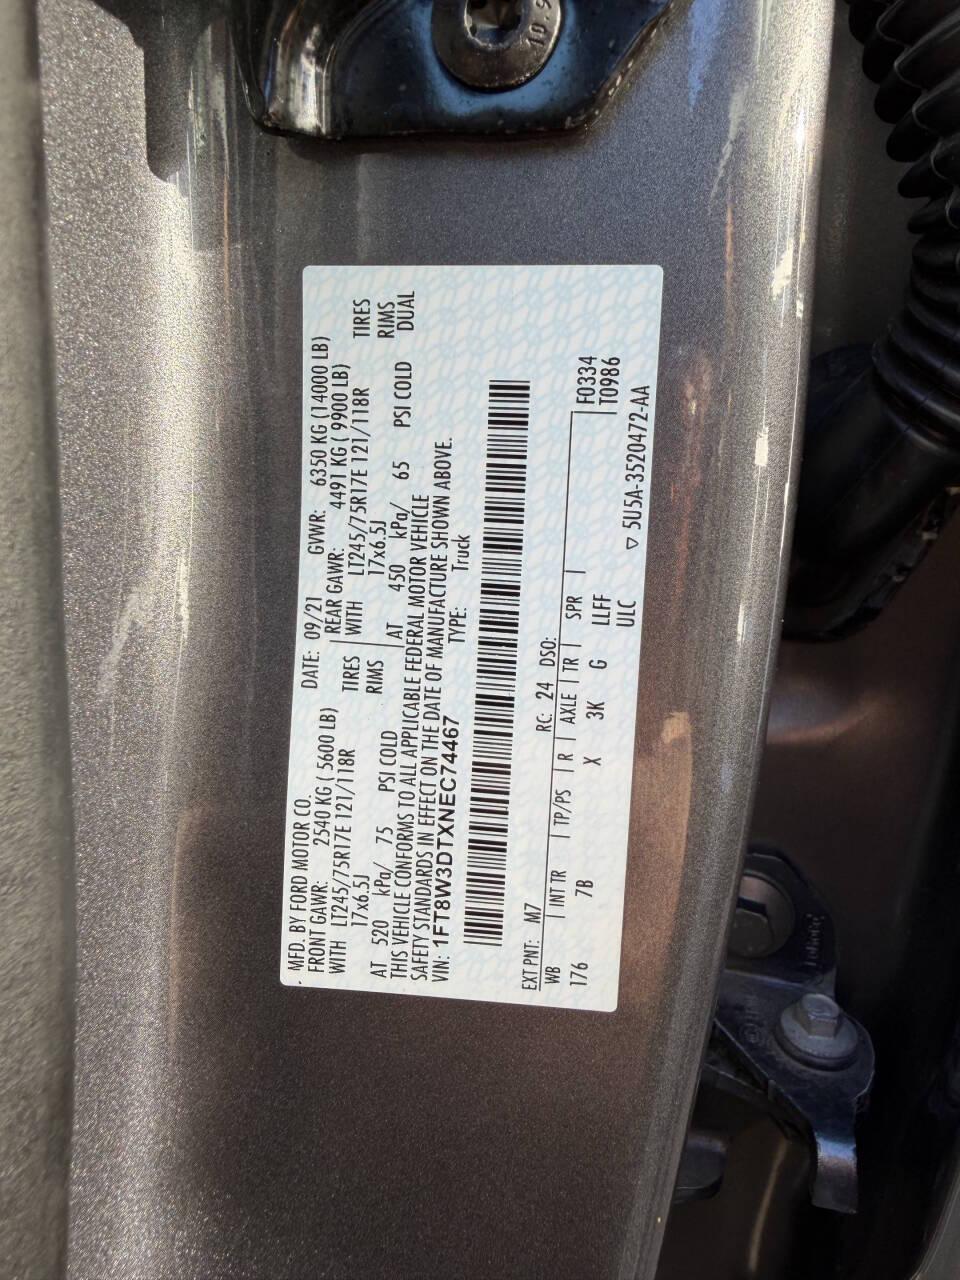 MFD. BY FORD MOTOR CO.
DATE: 09/21 GVWR: 6350 KG (14000 LB)
FRONT GAWR: 2540 KG ( 5600 LB) REAR GAWR: 4491 KG ( 9900 LB)
WITH LT245/75R17E 121/118R TIRES WITH LT245/75R17E 121/118R TIRES
17x6.5J RIMS 17x6.5J RIMS
AT 520 kPa/ 75 PSI COLD AT 450 kPa/ 65 PSI COLD DUAL
THIS VEHICLE CONFORMS TO ALL APPLICABLE FEDERAL MOTOR VEHICLE
SAFETY STANDARDS IN EFFECT ON THE DATE OF MANUFACTURE SHOWN ABOVE.
VIN: 1FT8W3DTXNEC74467 TYPE: Truck
EXT PNT: M7 RC: 24 DSO:
WB INT TR TP/PS R AXLE TR SPR F0334
176 7B X 3K G LLFF T0986
ULC
▽ 5U5A-3520472-AA
10.9